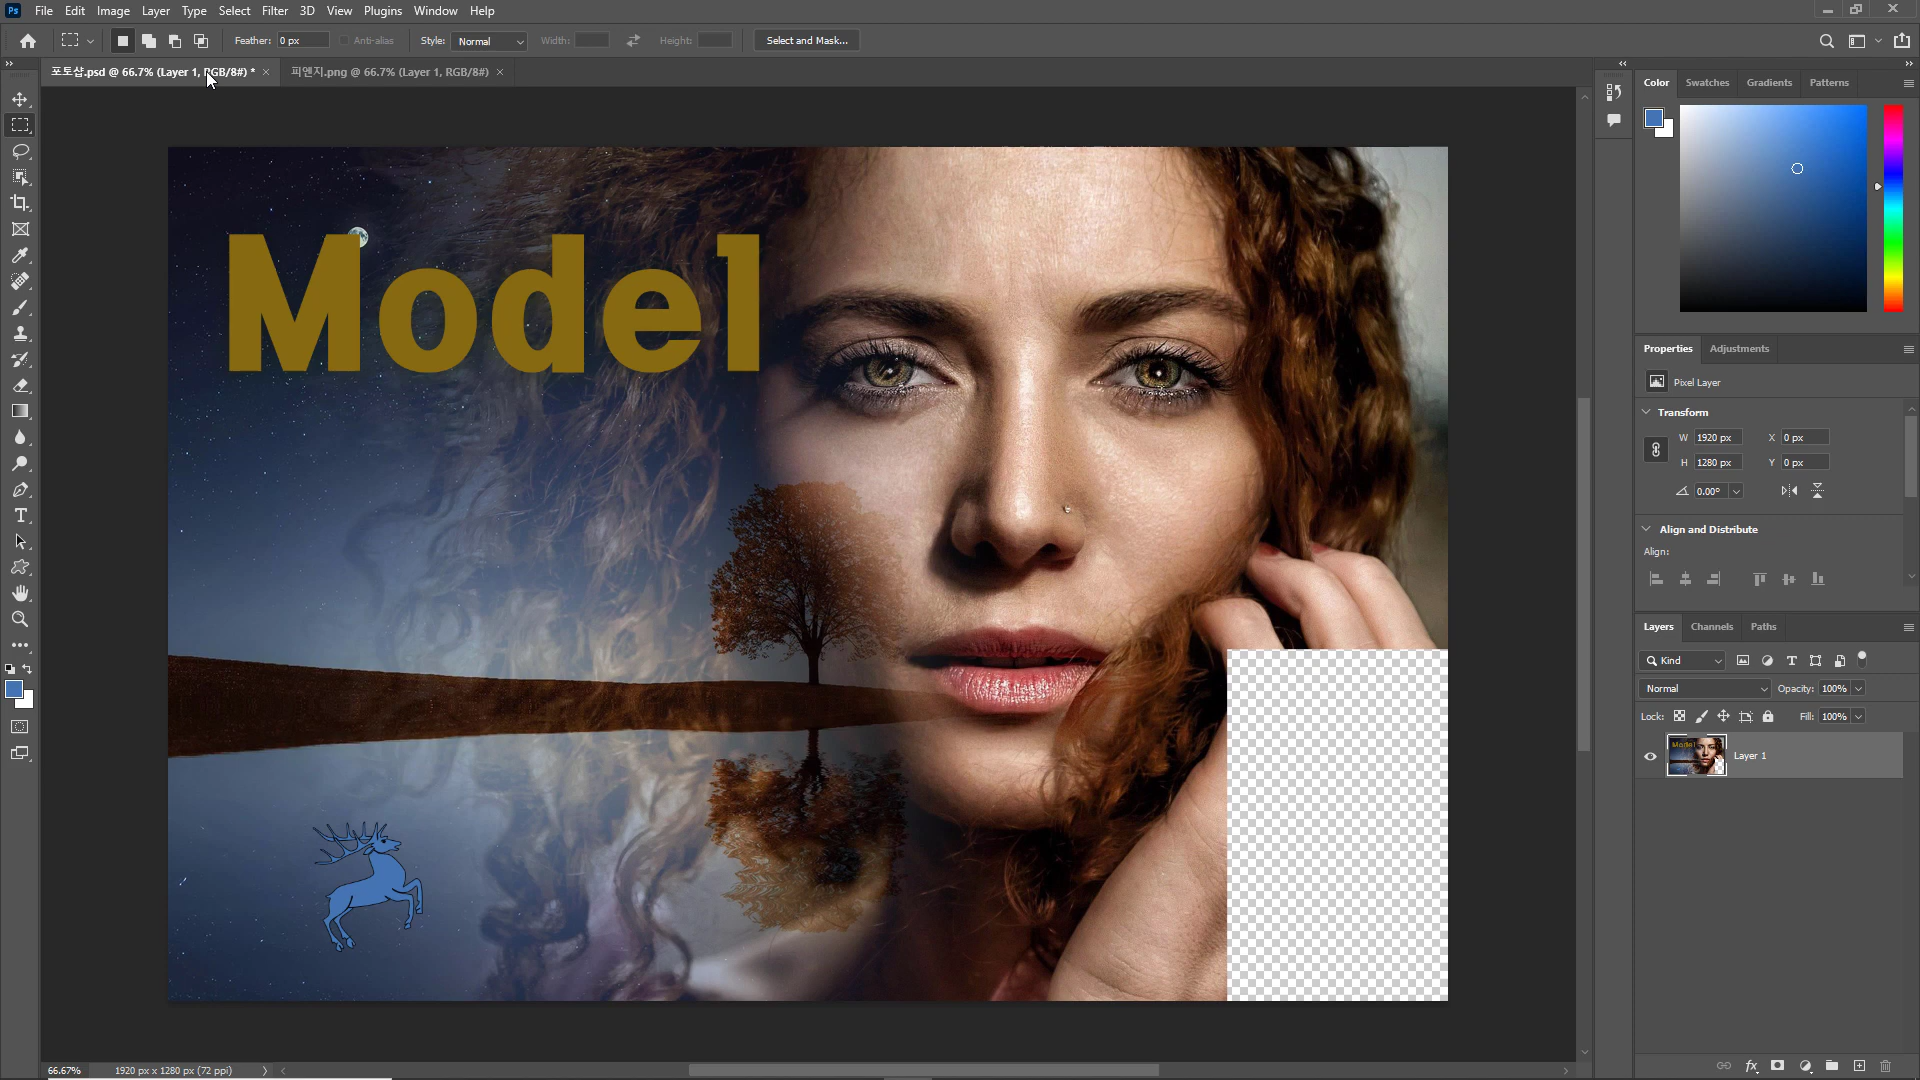 Ps File Edit Image Layer Type Select Filter 3D View Plugins Window Help
Feather: 0 px Anti-alias Style: Normal Width: Height: Select and Mask...
포토샵.psd @ 66.7% (Layer 1, RGB/8#) * × 피엔지.png @ 66.7% (Layer 1, RGB/8#) ×
Color Swatches Gradients Patterns
Model
Properties Adjustments
Pixel Layer
Transform
W 1920 px X 0 px
H 1280 px Y 0 px
0.00°
Align and Distribute
Align:
Layers Channels Paths
Kind
Normal Opacity: 100%
Lock: Fill: 100%
Layer 1
66.67% 1920 px x 1280 px (72 ppi)